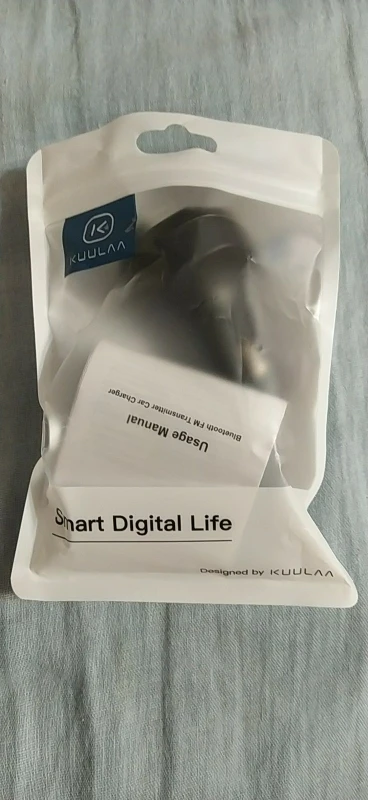 KUULAA
Bluetooth FM Transmitter Car Charger
Usage Manual
Smart Digital Life
Designed by KUULAA